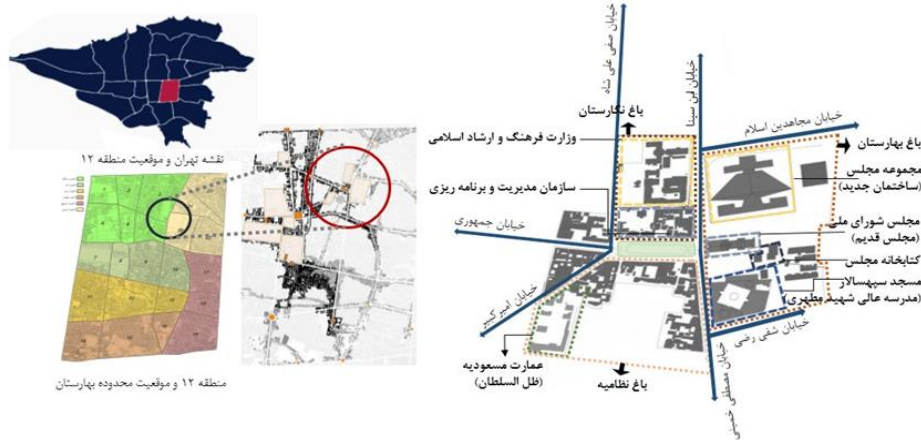 نقشه تهران و موقعیت منطقه ۱۲
منطقه ۱۲ و موقعیت محدوده بهارستان
خیابان صفی علی شاه
خیابان ابن سینا
خیابان مجاهدین اسلام
باغ نگارستان
وزارت فرهنگ و ارشاد اسلامی
سازمان مدیریت و برنامه ریزی
خیابان جمهوری
خیابان امیرکبیر
باغ بهارستان
مجموعه مجلس
(ساختمان جدید)
مجلس شورای ملی
(مجلس قدیم)
کتابخانه مجلس
مسجد سپهسالار
(مدرسه عالی شهید مطهری)
خیابان شفی رضی
خیابان مصطفی خمینی
عمارت مسعودیه
(ظل السلطان)
باغ نظامیه